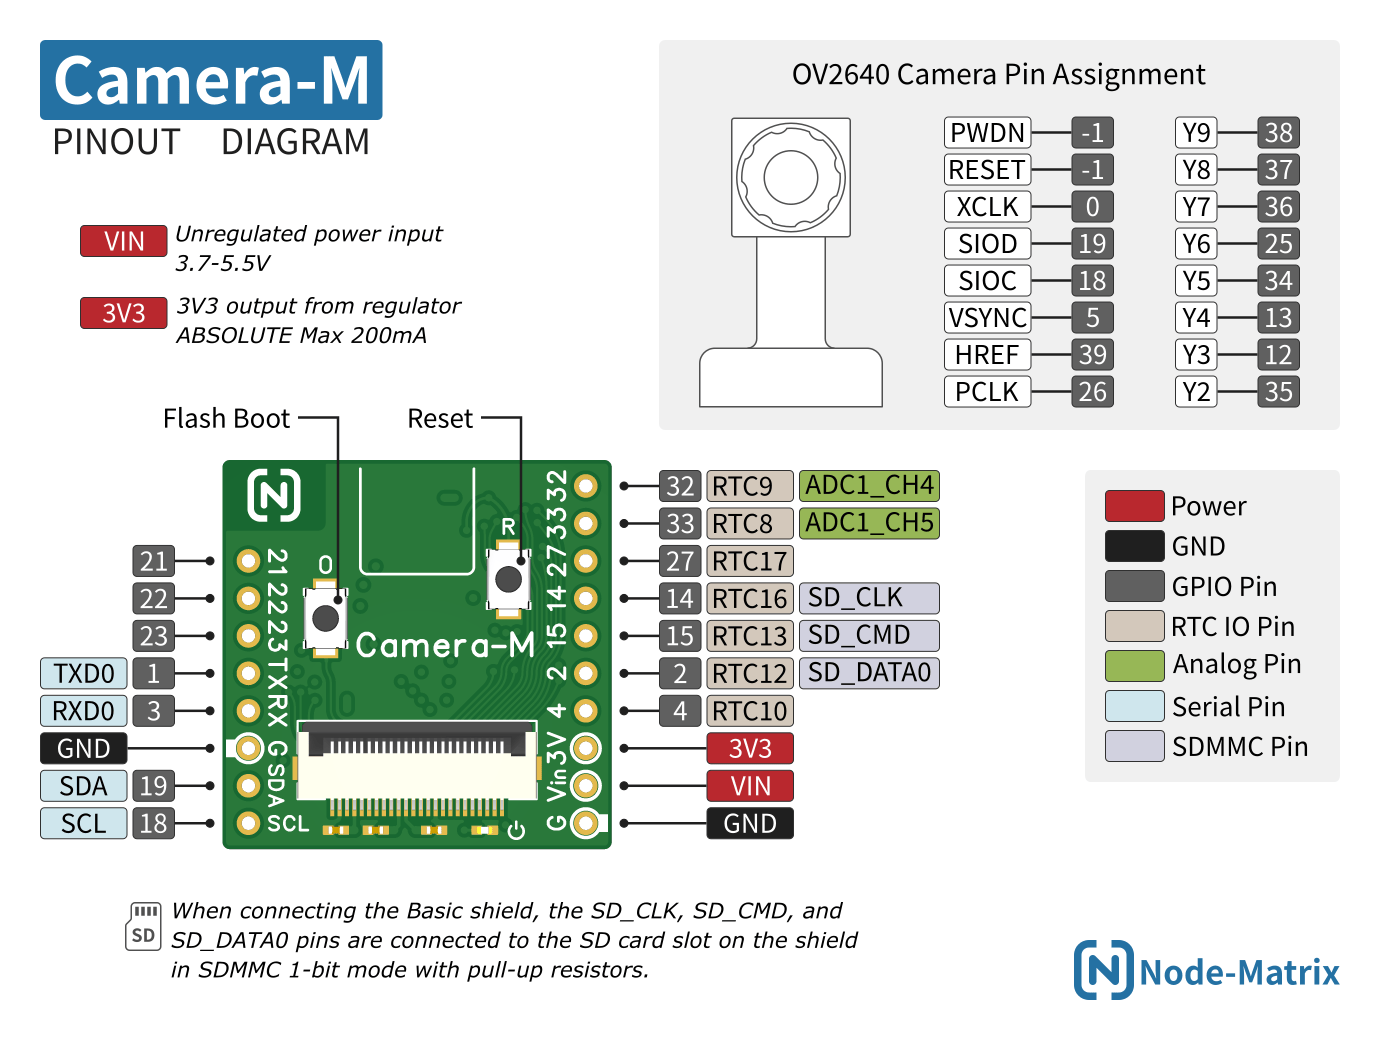 Camera-M
PINOUT DIAGRAM
VIN Unregulated power input
3.7-5.5V
3V3 3V3 output from regulator
ABSOLUTE Max 200mA
OV2640 Camera Pin Assignment
PWDN -1 Y9 38
RESET -1 Y8 37
XCLK 0 Y7 36
SIOD 19 Y6 25
SIOC 18 Y5 34
VSYNC 5 Y4 13
HREF 39 Y3 12
PCLK 26 Y2 35
Flash Boot Reset
21
22
23
TXD0 1
RXD0 3
GND
SDA 19
SCL 18
N
21
22
23
TX
RX
G
SDA
SCL
0
R
Camera-M
32
33
27
14
15
2
4
3V
Vin
G
32 RTC9 ADC1_CH4
33 RTC8 ADC1_CH5
27 RTC17
14 RTC16 SD_CLK
15 RTC13 SD_CMD
2 RTC12 SD_DATA0
4 RTC10
3V3
VIN
GND
Power
GND
GPIO Pin
RTC IO Pin
Analog Pin
Serial Pin
SDMMC Pin
SD
When connecting the Basic shield, the SD_CLK, SD_CMD, and
SD_DATA0 pins are connected to the SD card slot on the shield
in SDMMC 1-bit mode with pull-up resistors.
N Node-Matrix